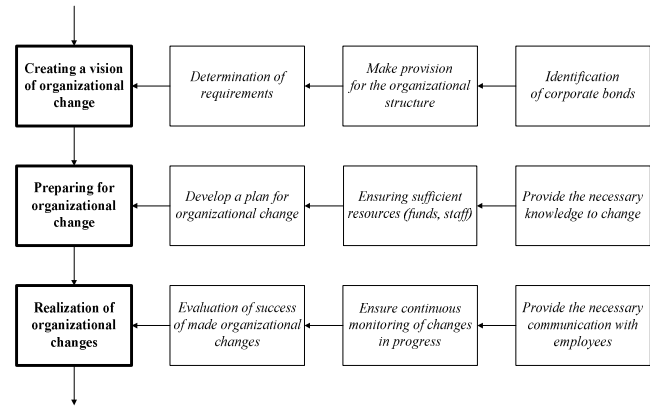 Creating a vision
of organizational
change
Determination of
requirements
Make provision
for the organizational
structure
Identification
of corporate bonds
Preparing for
organizational
change
Develop a plan for
organizational change
Ensuring sufficient
resources (funds, staff)
Provide the necessary
knowledge to change
Realization of
organizational
changes
Evaluation of success
of made organizational
changes
Ensure continuous
monitoring of changes
in progress
Provide the necessary
communication with
employees